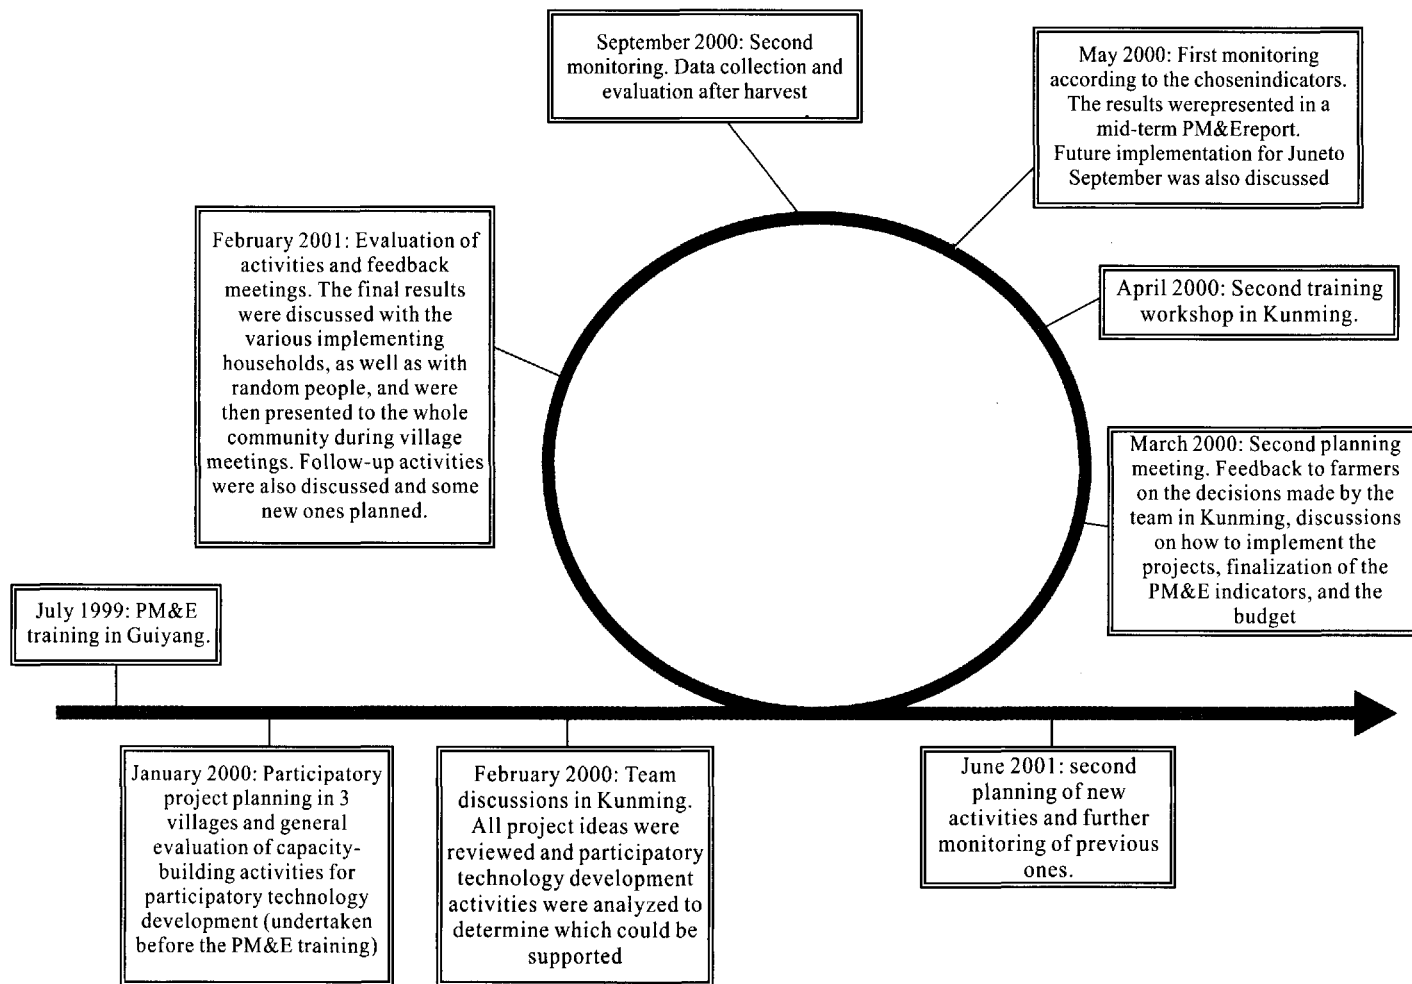 September 2000: Second
monitoring. Data collection and
evaluation after harvest
May 2000: First monitoring
according to the chosenindicators.
The results werepresented in a
mid-term PM&Ereport.
Future implementation for Juneto
September was also discussed
February 2001: Evaluation of
activities and feedback
meetings. The final results
were discussed with the
various implementing
households, as well as with
random people, and were
then presented to the whole
community during village
meetings. Follow-up activities
were also discussed and some
new ones planned.
April 2000: Second training
workshop in Kunming.
March 2000: Second planning
meeting. Feedback to farmers
on the decisions made by the
team in Kunming, discussions
on how to implement the
projects, finalization of the
PM&E indicators, and the
budget
July 1999: PM&E
training in Guiyang.
January 2000: Participatory
project planning in 3
villages and general
evaluation of capacity-
building activities for
participatory technology
development (undertaken
before the PM&E training)
February 2000: Team
discussions in Kunming.
All project ideas were
reviewed and participatory
technology development
activities were analyzed to
determine which could be
supported
June 2001: second
planning of new
activities and further
monitoring of previous
ones.